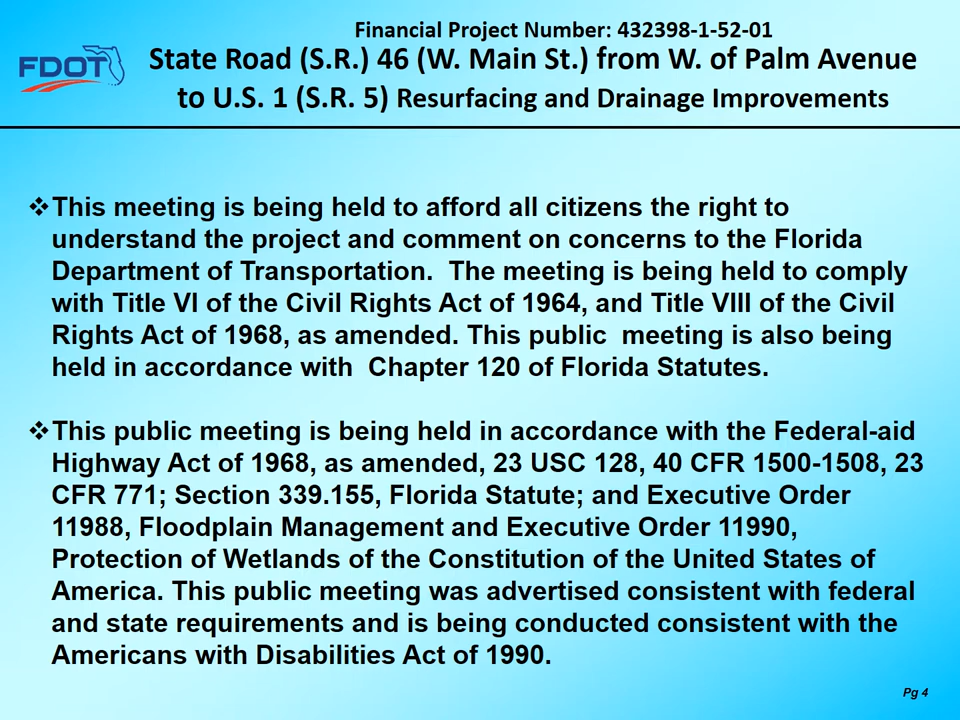 Financial Project Number: 432398-1-52-01
FDOT
State Road (S.R.) 46 (W. Main St.) from W. of Palm Avenue
to U.S. 1 (S.R. 5) Resurfacing and Drainage Improvements
❖This meeting is being held to afford all citizens the right to
understand the project and comment on concerns to the Florida
Department of Transportation.  The meeting is being held to comply
with Title VI of the Civil Rights Act of 1964, and Title VIII of the Civil
Rights Act of 1968, as amended. This public  meeting is also being
held in accordance with  Chapter 120 of Florida Statutes.
❖This public meeting is being held in accordance with the Federal-aid
Highway Act of 1968, as amended, 23 USC 128, 40 CFR 1500-1508, 23
CFR 771; Section 339.155, Florida Statute; and Executive Order
11988, Floodplain Management and Executive Order 11990,
Protection of Wetlands of the Constitution of the United States of
America. This public meeting was advertised consistent with federal
and state requirements and is being conducted consistent with the
Americans with Disabilities Act of 1990.
Pg 4